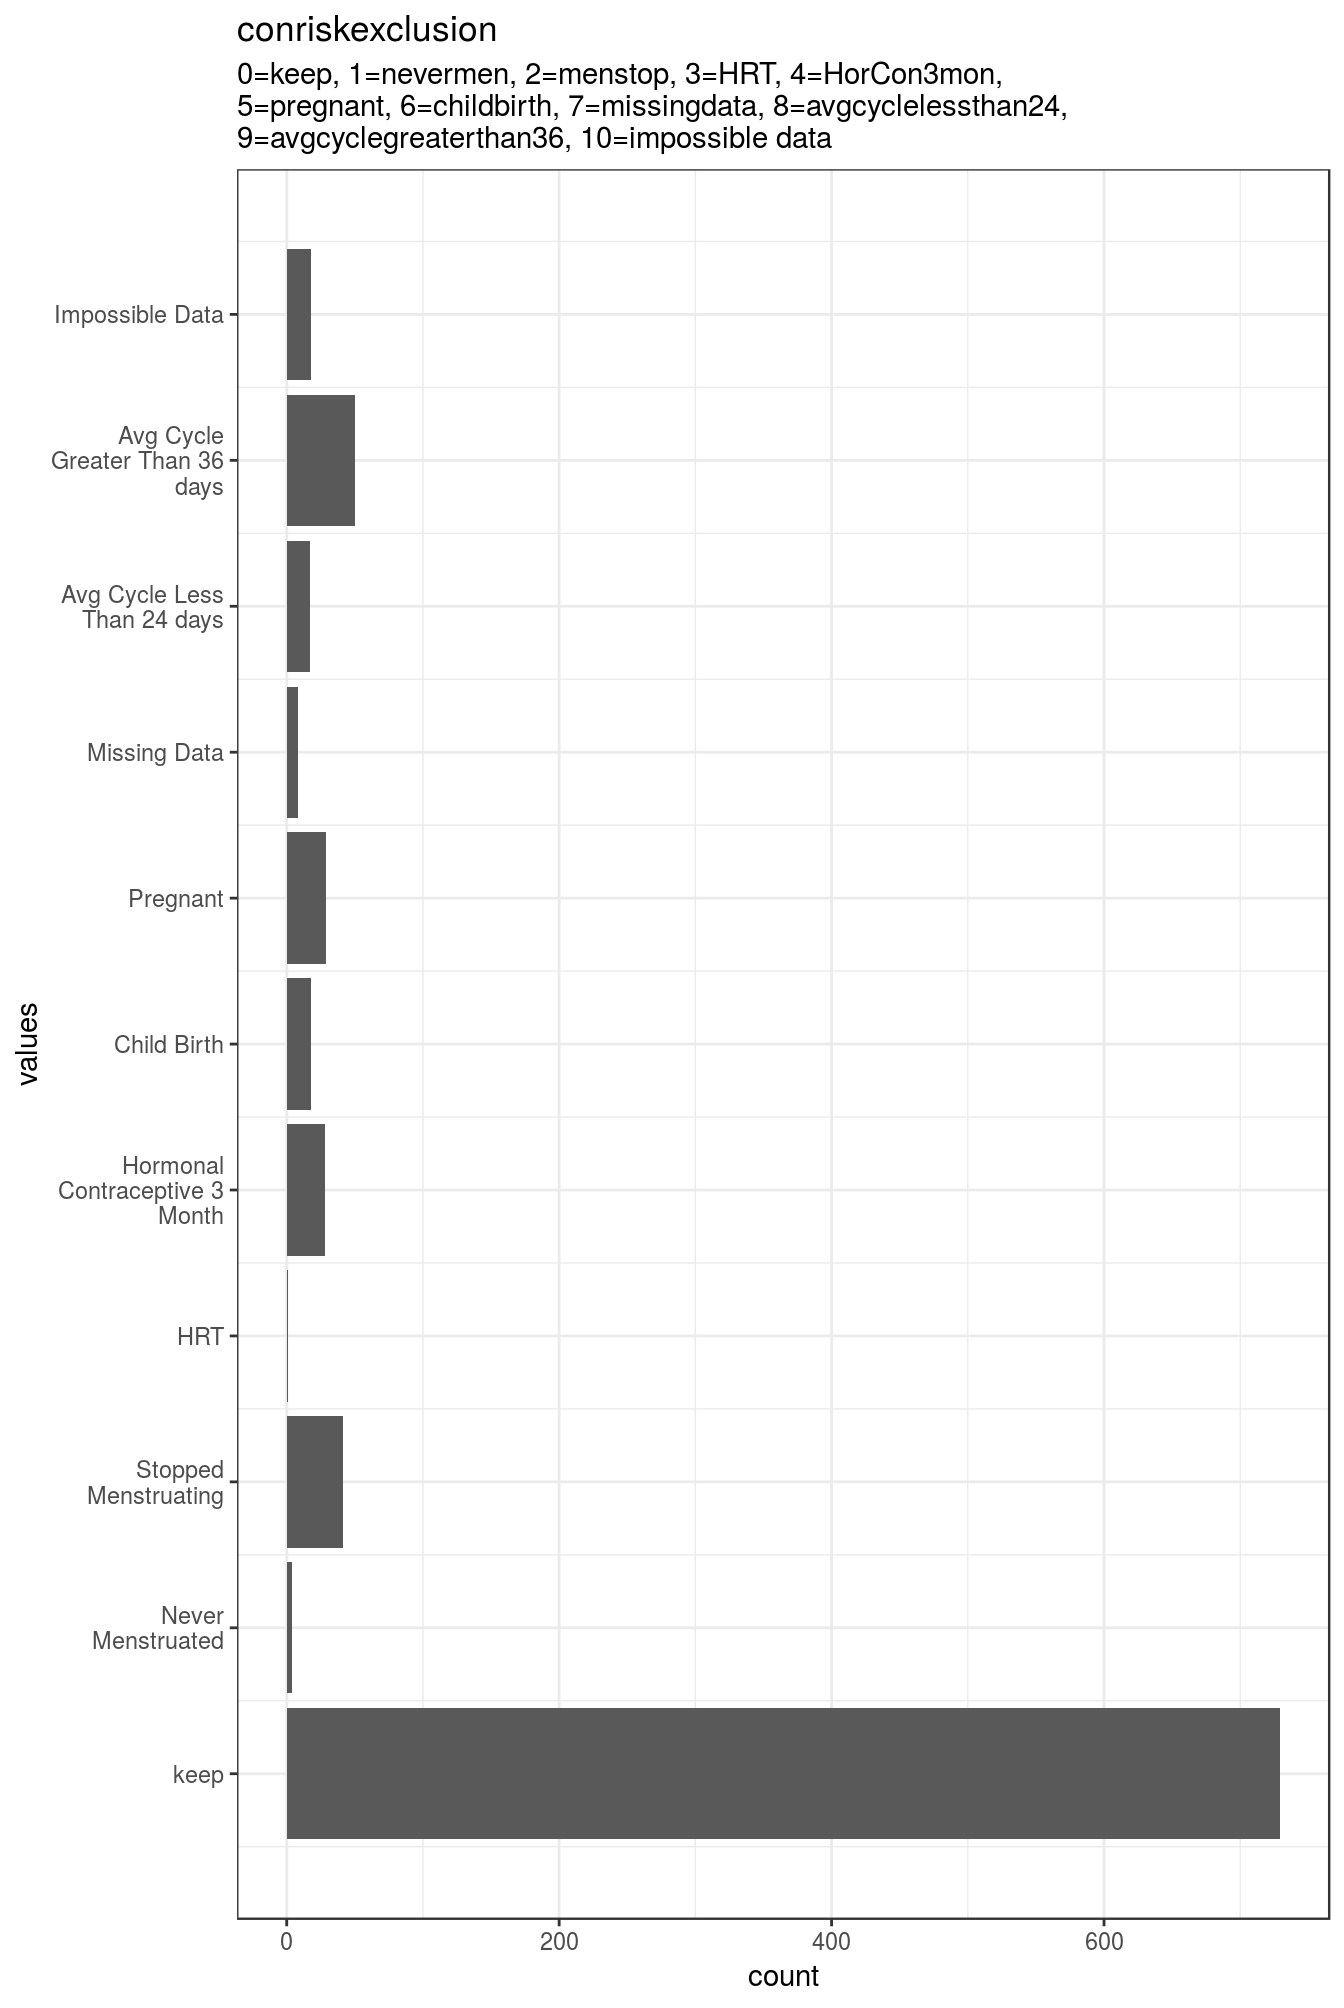 conriskexclusion
0=keep, 1=nevermen, 2=menstop, 3=HRT, 4=HorCon3mon,
5=pregnant, 6=childbirth, 7=missingdata, 8=avgcyclelessthan24,
9=avgcyclegreaterthan36, 10=impossible data
Impossible Data
Avg Cycle
Greater Than 36
days
Avg Cycle Less
Than 24 days
Missing Data
Pregnant
Child Birth
Hormonal
Contraceptive 3
Month
HRT
Stopped
Menstruating
Never
Menstruated
keep
values
0 200 400 600
count